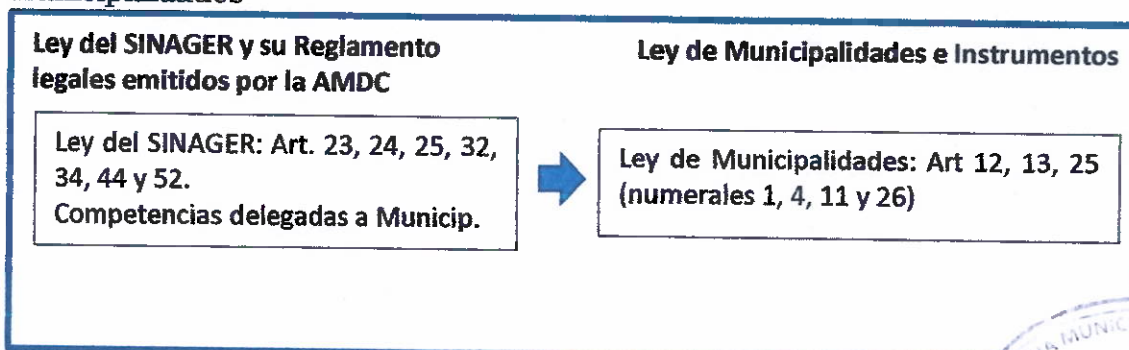 Ley del SINAGER y su Reglamento
legales emitidos por la AMDC
Ley de Municipalidades e Instrumentos
Ley del SINAGER: Art. 23, 24, 25, 32,
34, 44 y 52.
Competencias delegadas a Municip.
Ley de Municipalidades: Art 12, 13, 25
(numerales 1, 4, 11 y 26)